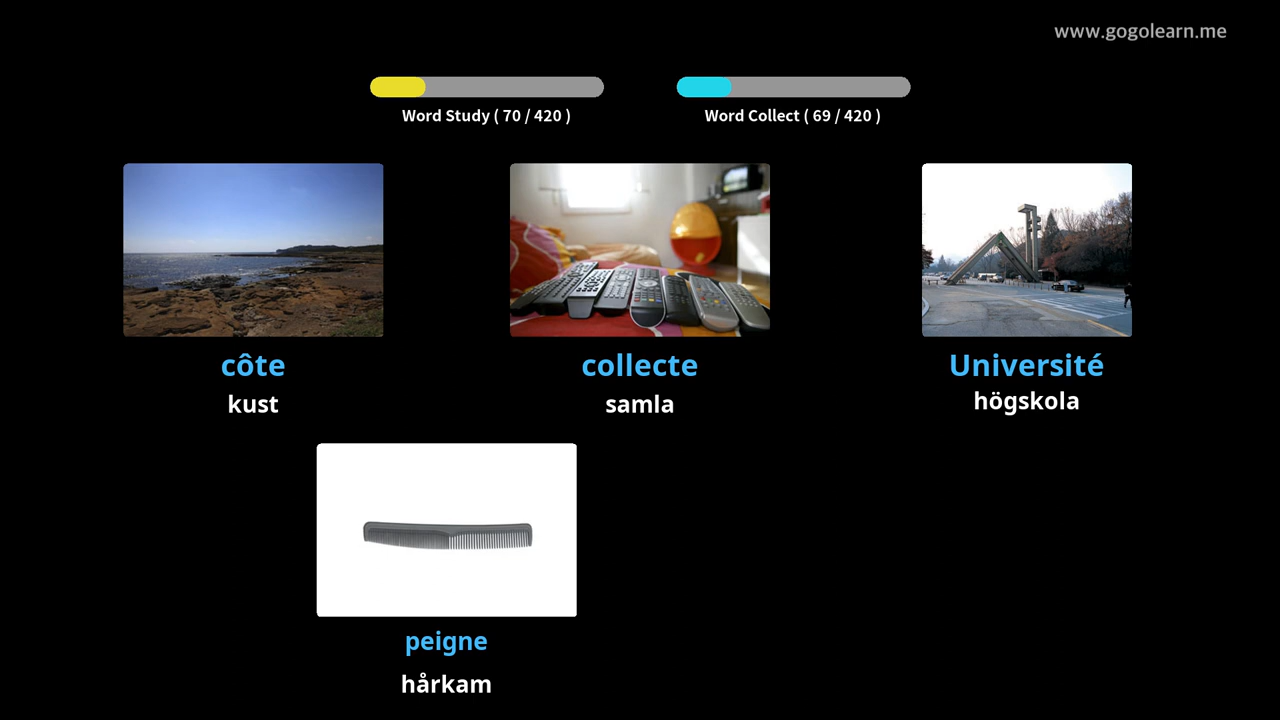 www.gogolearn.me
Word Study ( 70 / 420 )
Word Collect ( 69 / 420 )
côte
kust
collecte
samla
Université
högskola
peigne
hårkam